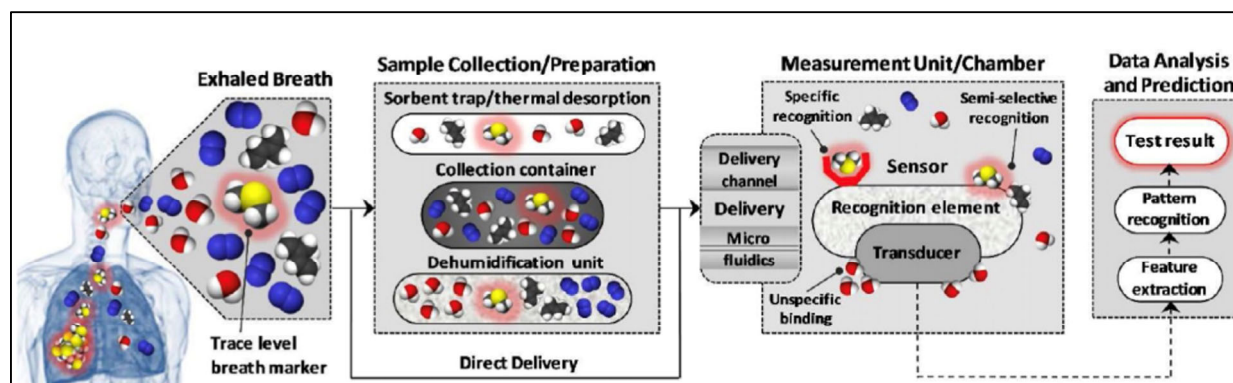 Exhaled Breath
Trace level
breath marker
Sample Collection/Preparation
Sorbent trap/thermal desorption
Collection container
Dehumidification unit
Direct Delivery
Measurement Unit/Chamber
Specific
recognition
Semi-selective
recognition
Sensor
Delivery
channel
Delivery
Micro
fluidics
Recognition element
Transducer
Unspecific
binding
Data Analysis
and Prediction
Test result
Pattern
recognition
Feature
extraction